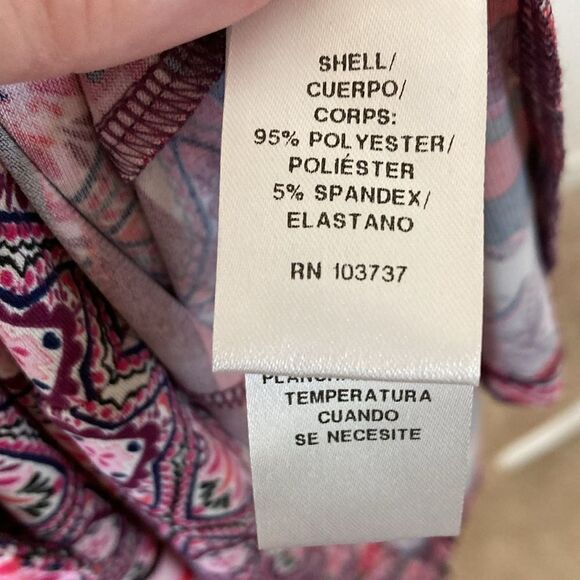 SHELL/
CUERPO/
CORPS:
95% POLYESTER/
POLIÉSTER
5% SPANDEX/
ELASTANO
RN 103737
TEMPERATURA
CUANDO
SE NECESITE